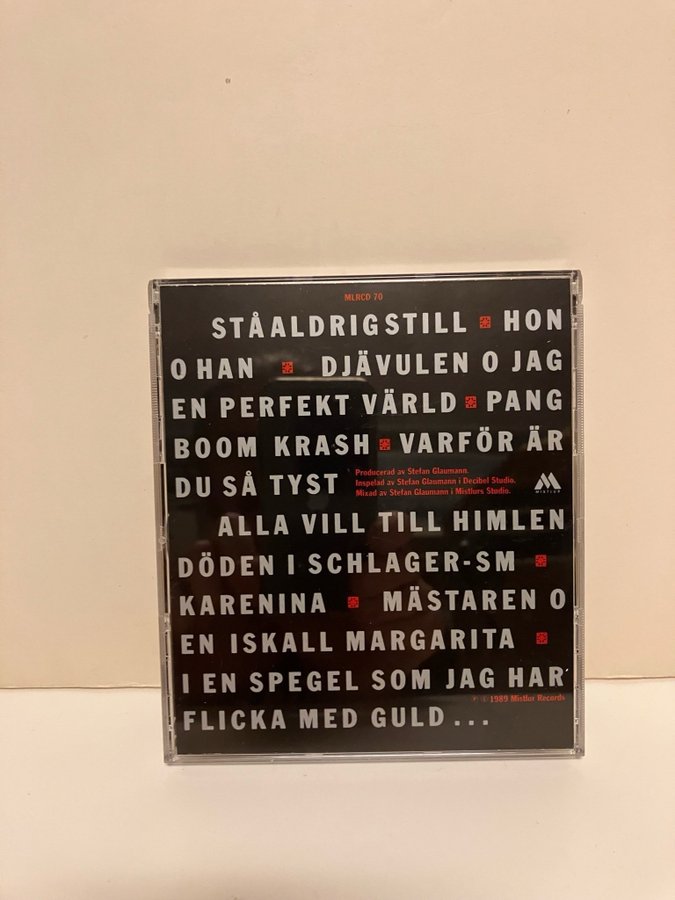 MLRCD 70
STÅ ALDRIG STILL HON
O HAN DJÄVULEN O JAG
EN PERFEKT VÄRLD PANG
BOOM KRASH VARFÖR ÄR
DU SÅ TYST
Producerad av Stefan Glaumann.
Inspelad av Stefan Glaumann i Decibel Studio.
Mixad av Stefan Glaumann i Mistlurs Studio.
MISTLUR
ALLA VILL TILL HIMLEN
DÖDEN I SCHLAGER-SM
KARENINA MÄSTAREN O
EN ISKALL MARGARITA
I EN SPEGEL SOM JAG HAR
℗ © 1989 Mistlur Records
FLICKA MED GULD...